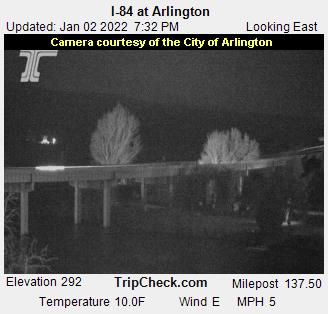 I-84 at Arlington
Updated: Jan 02 2022 7:32 PM Looking East
Camera courtesy of the City of Arlington
Elevation 292 TripCheck.com Milepost 137.50
Temperature 10.0F Wind E MPH 5